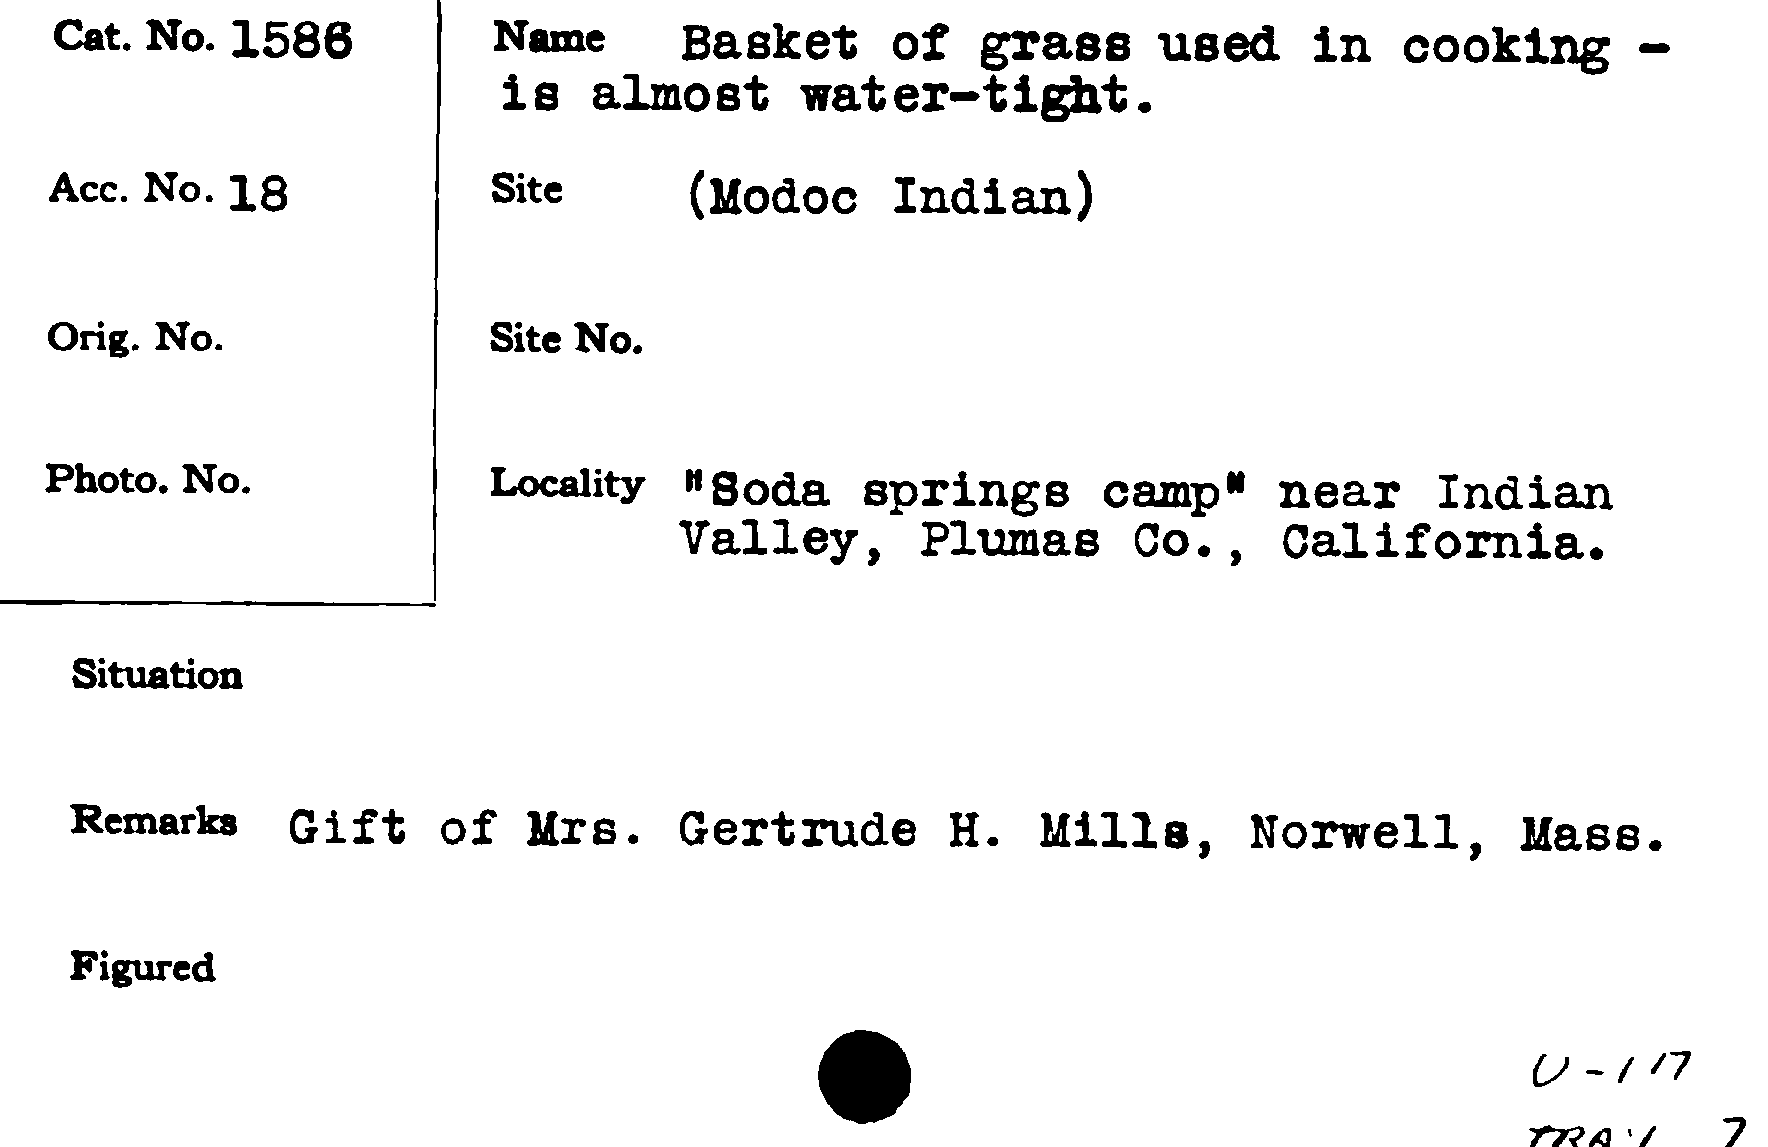 Cat. No. 1586
Name Basket of grass used in cooking -
is almost water-tight.
Acc. No. 18
Site (Modoc Indian)
Orig. No.
Site No.
Photo. No.
Locality "Soda springs camp" near Indian
Valley, Plumas Co., California.
Situation
Remarks Gift of Mrs. Gertrude H. Mills, Norwell, Mass.
Figured
U-117